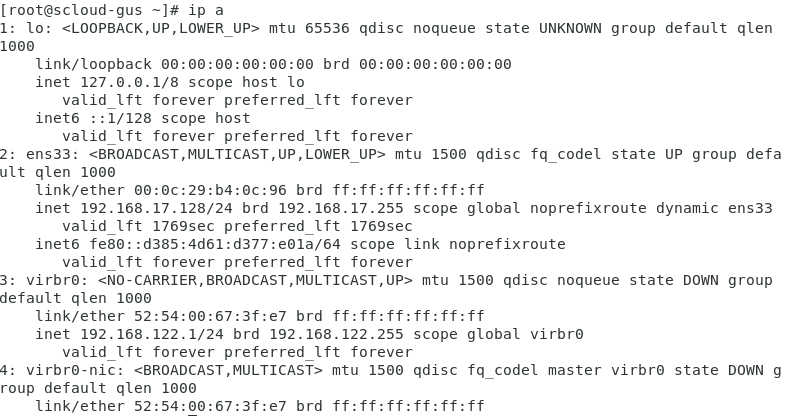 [root@scloud-gus ~]# ip a
1: lo: <LOOPBACK,UP,LOWER_UP> mtu 65536 qdisc noqueue state UNKNOWN group default qlen
1000
    link/loopback 00:00:00:00:00:00 brd 00:00:00:00:00:00
    inet 127.0.0.1/8 scope host lo
       valid_lft forever preferred_lft forever
    inet6 ::1/128 scope host
       valid_lft forever preferred_lft forever
2: ens33: <BROADCAST,MULTICAST,UP,LOWER_UP> mtu 1500 qdisc fq_codel state UP group defa
ult qlen 1000
    link/ether 00:0c:29:b4:0c:96 brd ff:ff:ff:ff:ff:ff
    inet 192.168.17.128/24 brd 192.168.17.255 scope global noprefixroute dynamic ens33
       valid_lft 1769sec preferred_lft 1769sec
    inet6 fe80::d385:4d61:d377:e01a/64 scope link noprefixroute
       valid_lft forever preferred_lft forever
3: virbr0: <NO-CARRIER,BROADCAST,MULTICAST,UP> mtu 1500 qdisc noqueue state DOWN group
default qlen 1000
    link/ether 52:54:00:67:3f:e7 brd ff:ff:ff:ff:ff:ff
    inet 192.168.122.1/24 brd 192.168.122.255 scope global virbr0
       valid_lft forever preferred_lft forever
4: virbr0-nic: <BROADCAST,MULTICAST> mtu 1500 qdisc fq_codel master virbr0 state DOWN g
roup default qlen 1000
    link/ether 52:54:00:67:3f:e7 brd ff:ff:ff:ff:ff:ff